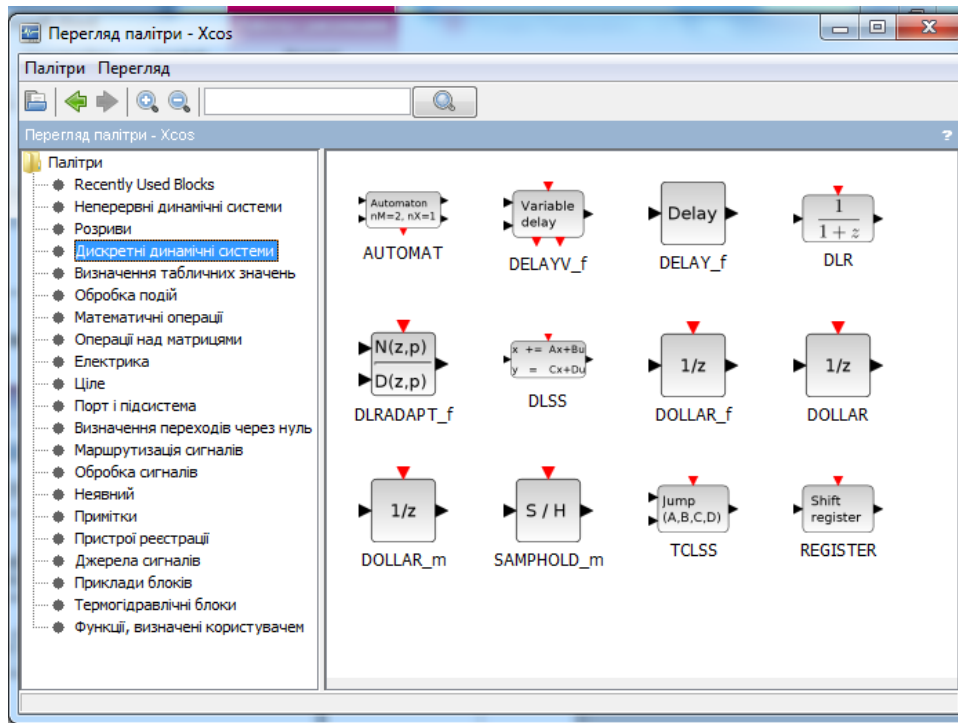 Перегляд палітри - Xcos
Палітри Перегляд
Перегляд палітри - Xcos ?
Палітри
Recently Used Blocks
Неперервні динамічні системи
Розриви
Дискретні динамічні системи
Визначення табличних значень
Обробка подій
Математичні операції
Операції над матрицями
Електрика
Ціле
Порт і підсистема
Визначення переходів через нуль
Маршрутизація сигналів
Обробка сигналів
Неявний
Примітки
Пристрої реєстрації
Джерела сигналів
Приклади блоків
Термогідравлічні блоки
Функції, визначені користувачем
Automaton
nM=2, nX=1
AUTOMAT
Variable
delay
DELAYV_f
Delay
DELAY_f
1
1 + z
DLR
N(z,p)
D(z,p)
DLRADAPT_f
x += Ax+Bu
y = Cx+Du
DLSS
1/z
DOLLAR_f
1/z
DOLLAR
1/z
DOLLAR_m
S / H
SAMPHOLD_m
Jump
(A,B,C,D)
TCLSS
Shift
register
REGISTER